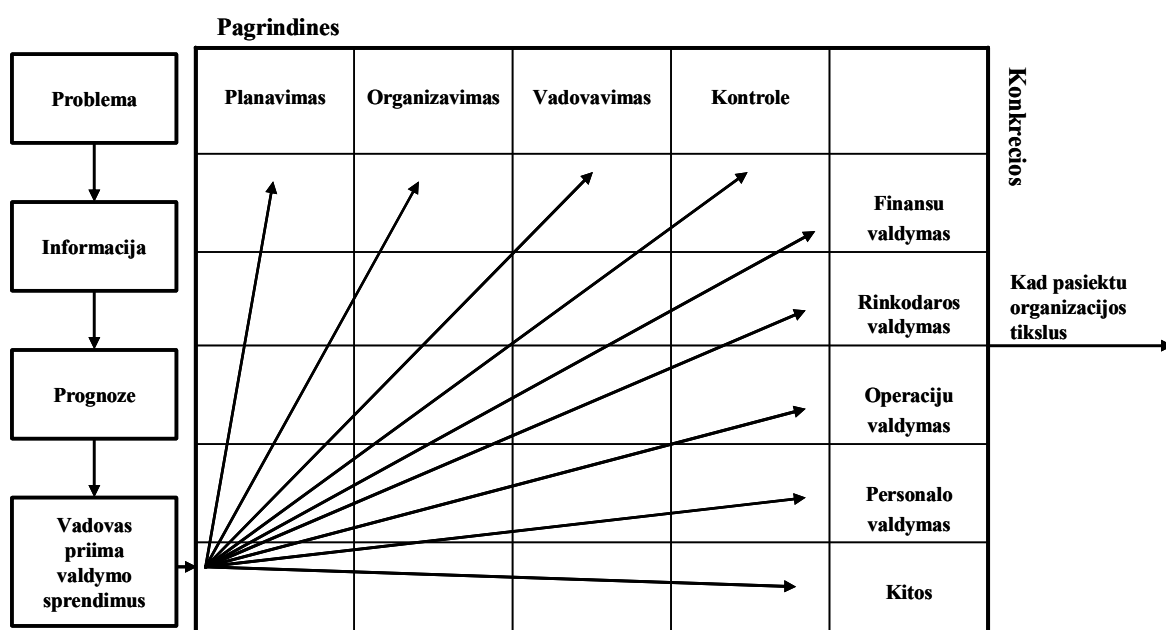 Pagrindines
Problema
Planavimas
Organizavimas
Vadovavimas
Kontrole
Konkrecios
Informacija
Finansu
valdymas
Rinkodaros
valdymas
Kad pasiektu
organizacijos
tikslus
Prognoze
Operaciju
valdymas
Personalo
valdymas
Vadovas
priima
valdymo
sprendimus
Kitos